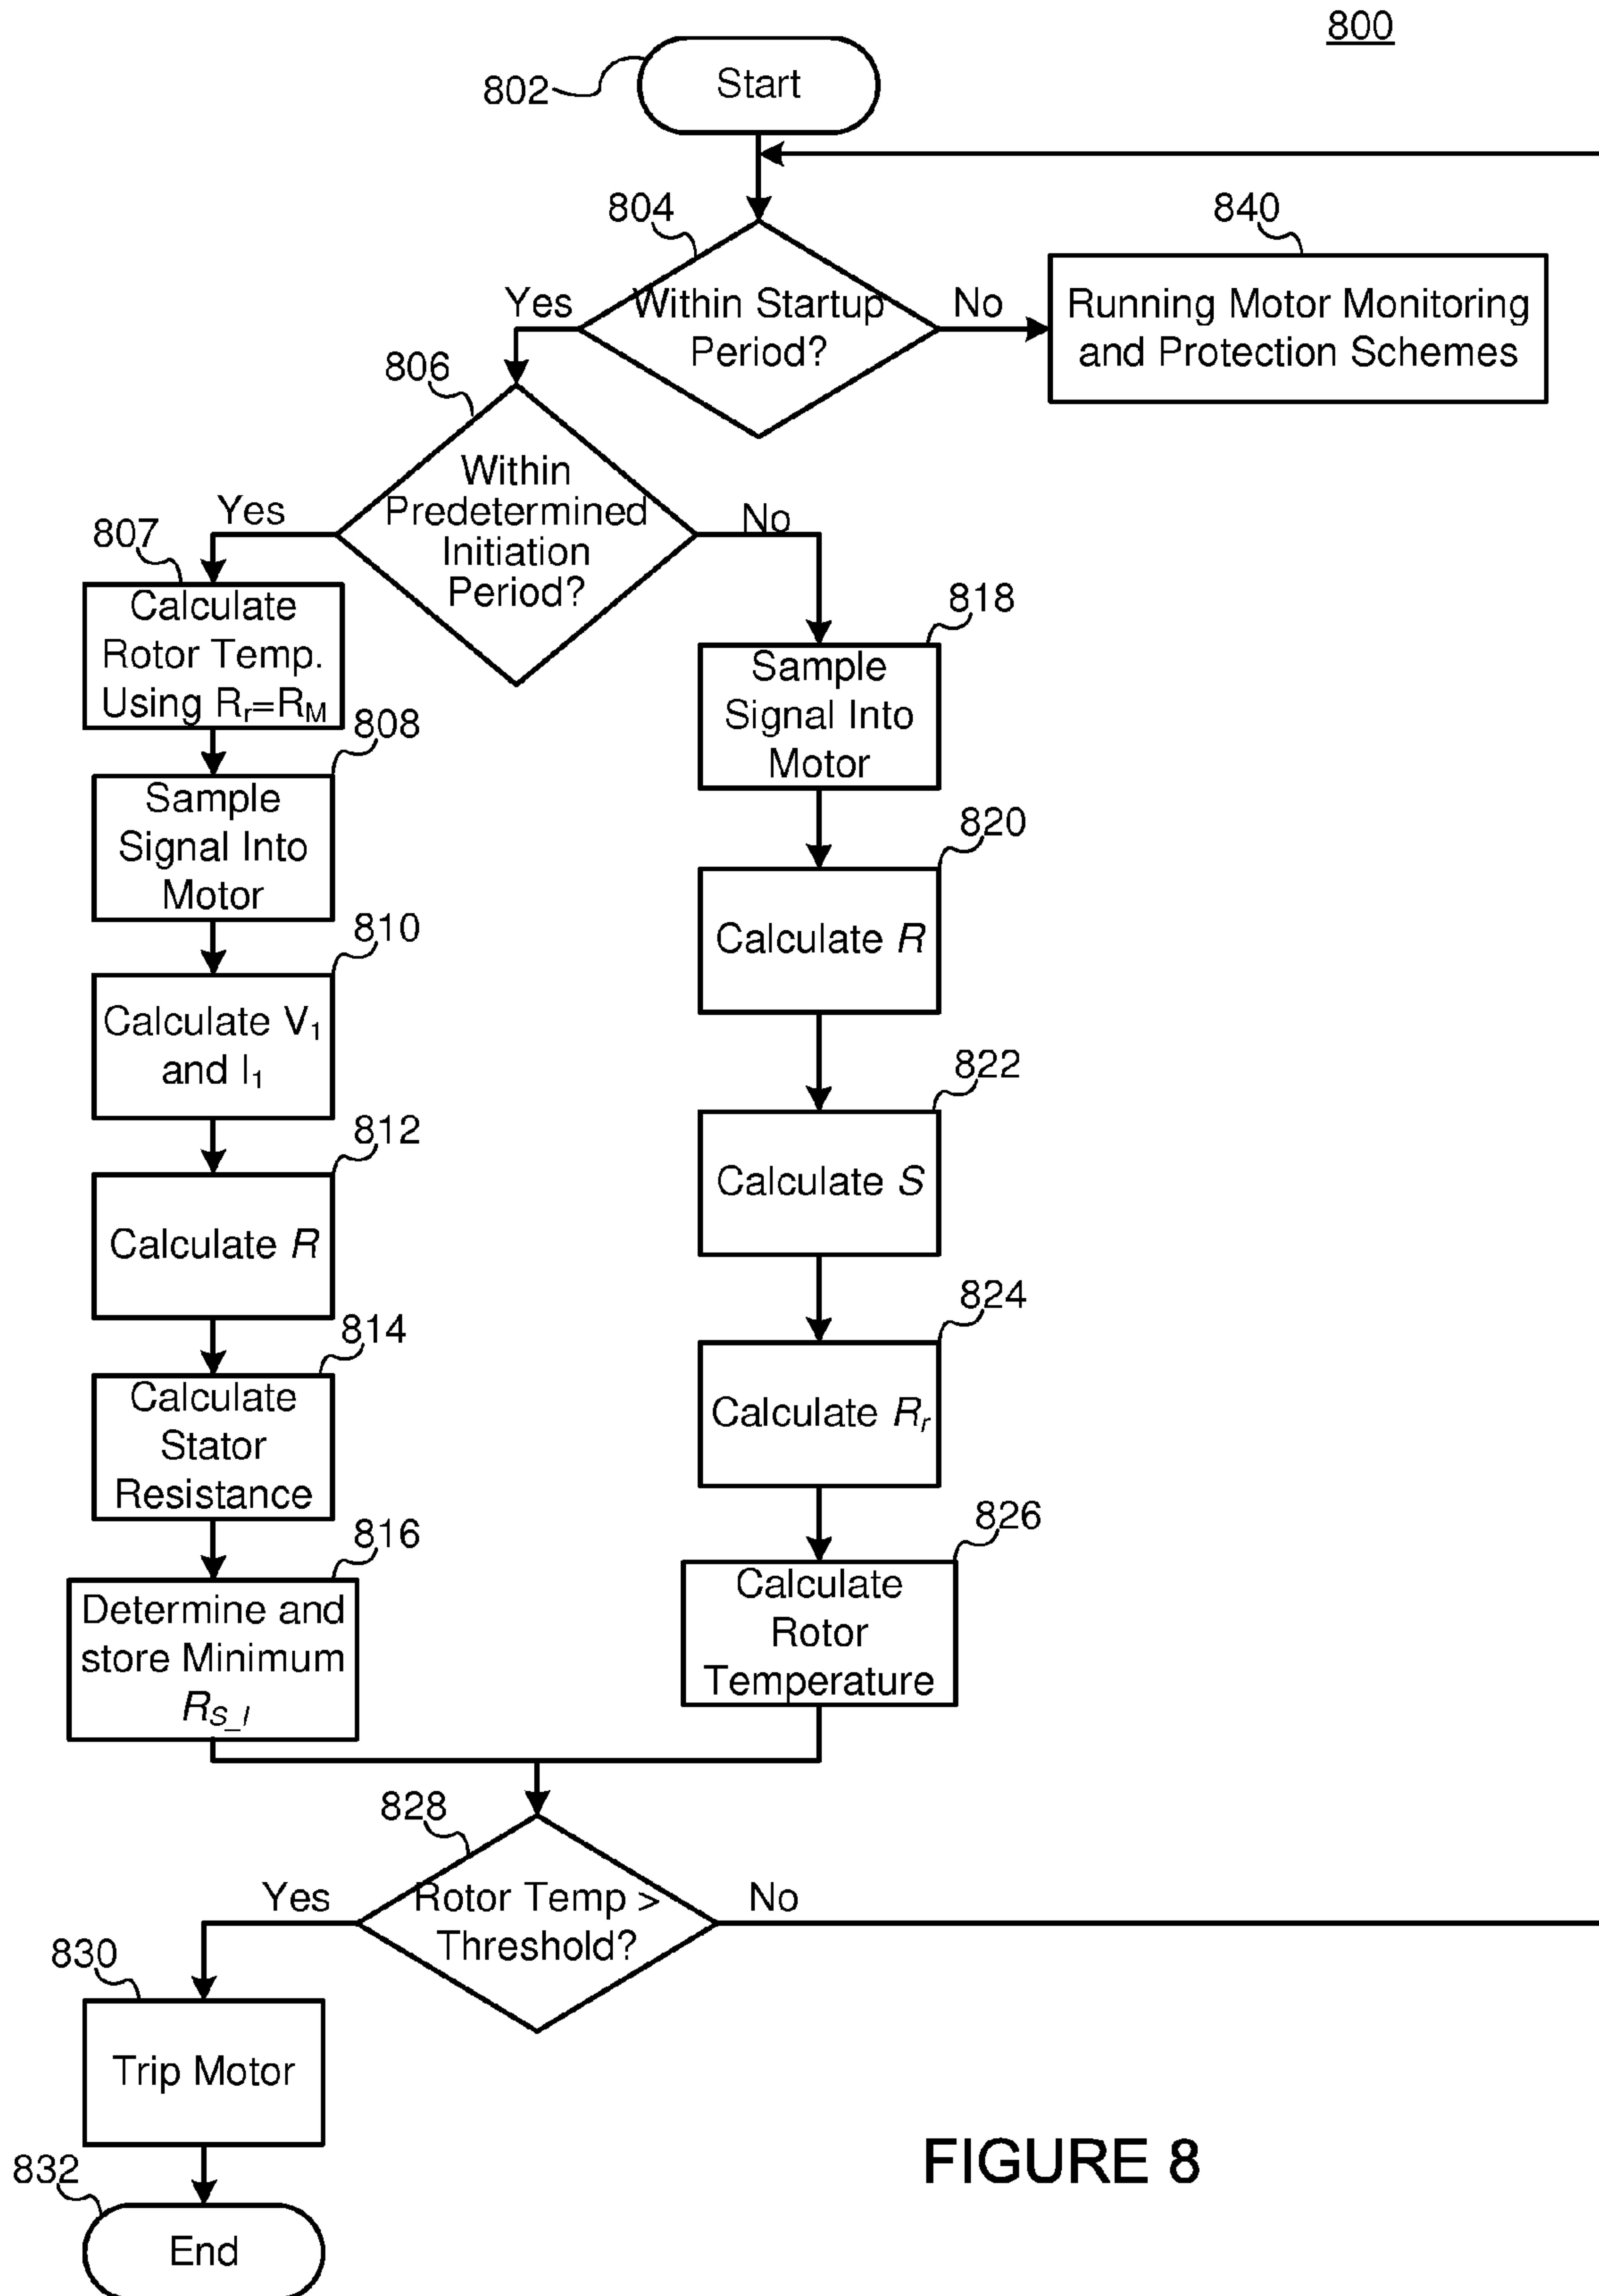 800
802
Start
804
840
Yes
Within Startup
Period?
No
Running Motor Monitoring
and Protection Schemes
806
Within
Predetermined
Initiation
Period?
Yes
No
807
Calculate
Rotor Temp.
Using Rr=RM
808
Sample
Signal Into
Motor
810
Calculate V1
and I1
812
Calculate R
814
Calculate
Stator
Resistance
816
Determine and
store Minimum
RS_I
818
Sample
Signal Into
Motor
820
Calculate R
822
Calculate S
824
Calculate Rr
826
Calculate
Rotor
Temperature
828
Yes
Rotor Temp >
Threshold?
No
830
Trip Motor
832
End
FIGURE 8